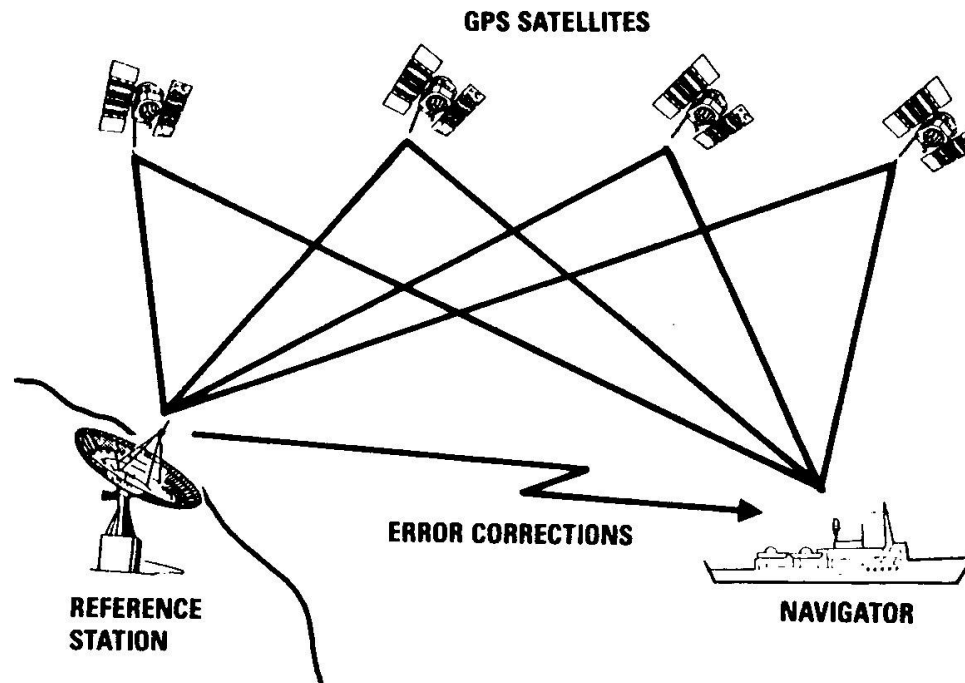 GPS SATELLITES
ERROR CORRECTIONS
REFERENCE
STATION
NAVIGATOR